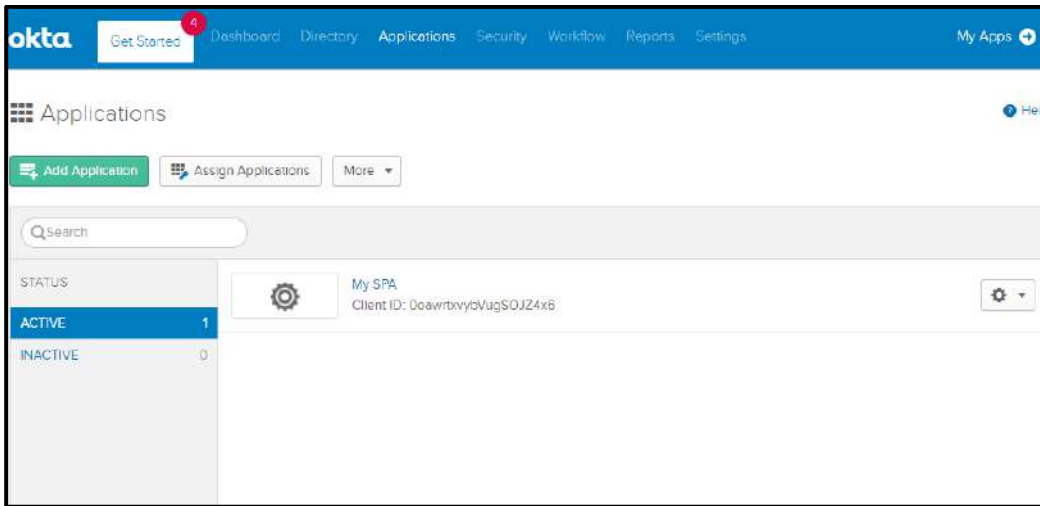 okta Get Started 4 Dashboard Directory Applications Security Workflow Reports Settings My Apps
Applications
Hel
Add Application Assign Applications More
Search
STATUS
ACTIVE 1
INACTIVE 0
My SPA
Client ID: 0oawrtxvybVugSOJZ4x6